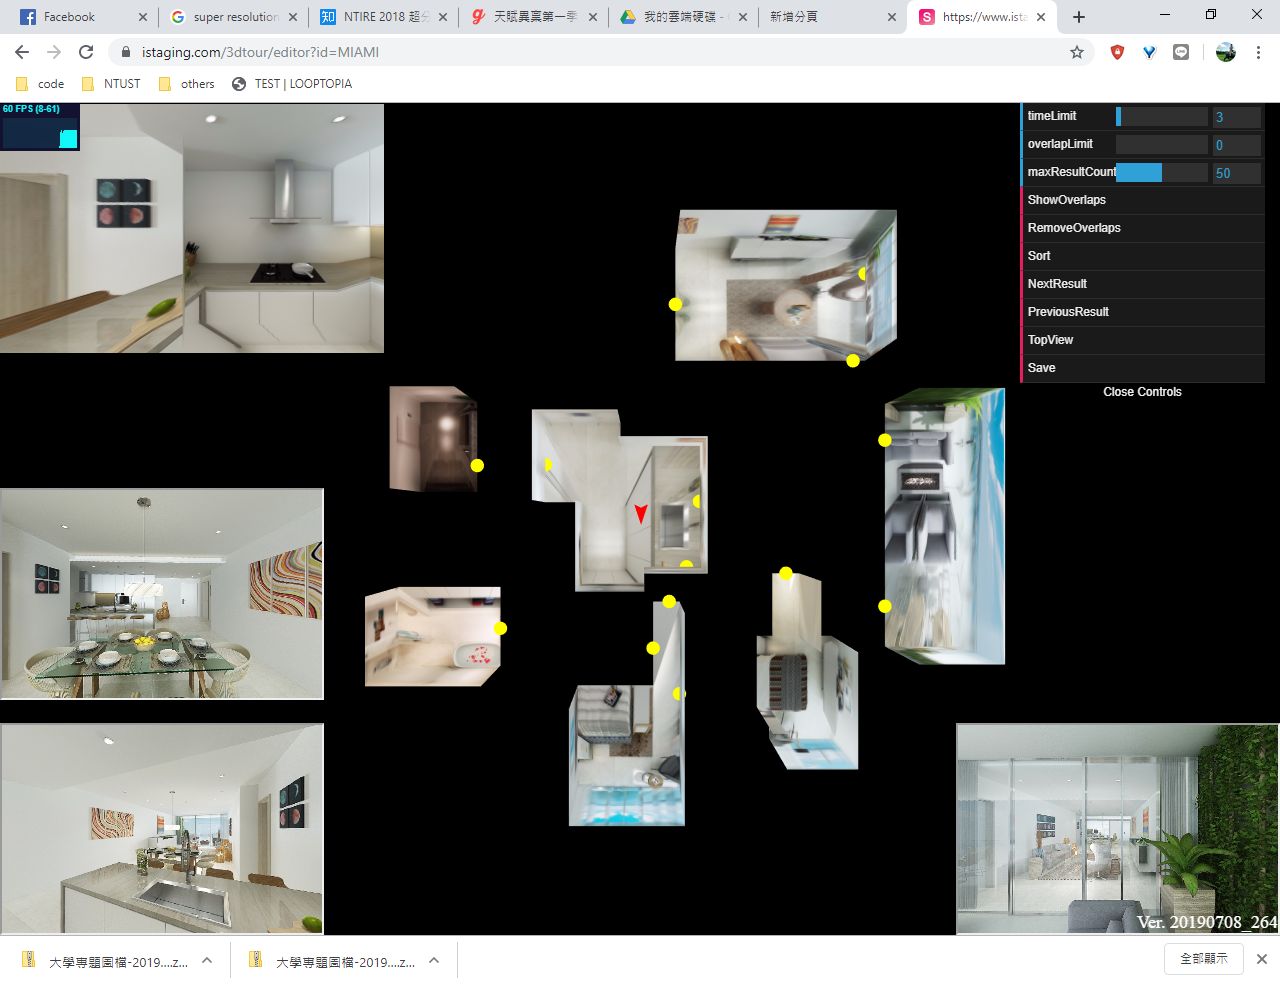 Facebook
super resolution
NTIRE 2018 超分
天賦異稟第一季
我的雲端硬碟 -
新增分頁
https://www.ista
istaging.com/3dtour/editor?id=MIAMI
code
NTUST
others
TEST | LOOPTOPIA
60 FPS (8-61)
timeLimit 3
overlapLimit 0
maxResultCount 50
ShowOverlaps
RemoveOverlaps
Sort
NextResult
PreviousResult
TopView
Save
Close Controls
Ver. 20190708_264
大學專題圖檔-2019....z...
大學專題圖檔-2019....z...
全部顯示